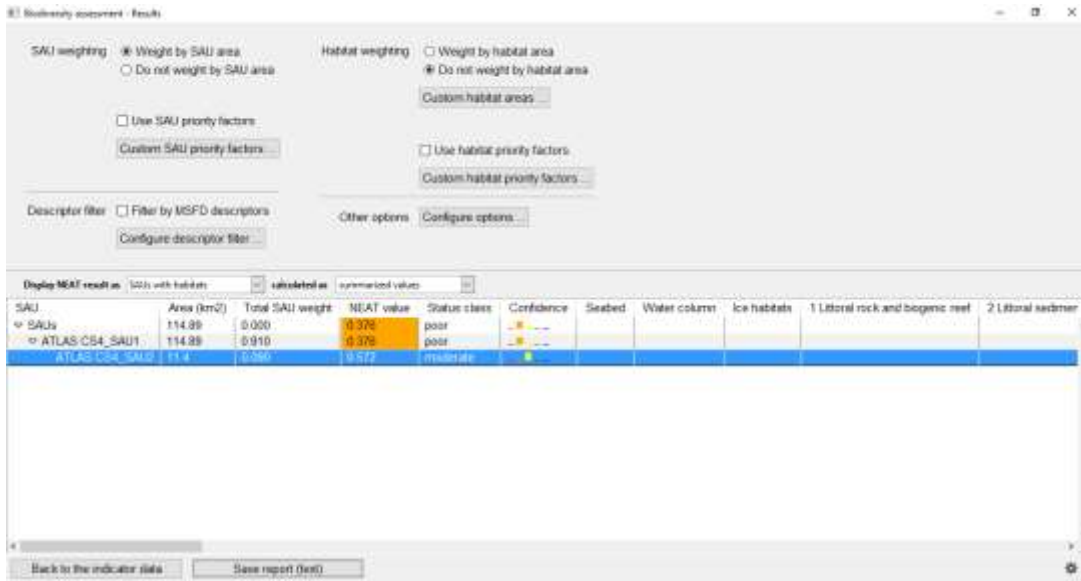 Biodiversity assessment - Results
SAU weighting Weight by SAU area Habitat weighting Weight by habitat area
Do not weight by SAU area Do not weight by habitat area
Custom habitat areas ...
Use SAU priority factors
Custom SAU priority factors ... Use habitat priority factors
Custom habitat priority factors ...
Descriptor filter Filter by MSFD descriptors Other options Configure options ...
Configure descriptor filter ...
Display NEAT result as SAUs with habitats calculated as summarized values
SAU Area (km2) Total SAU weight NEAT value Status class Confidence Seabed Water column Ice habitats 1 Littoral rock and biogenic reef 2 Littoral sedimen
SAUs 114.89 0.000 0.376 poor
ATLAS CS4_SAU1 114.89 0.910 0.376 poor
ATLAS CS4_SAU2 11.4 0.090 0.572 moderate
Back to the indicator data Save report (text)